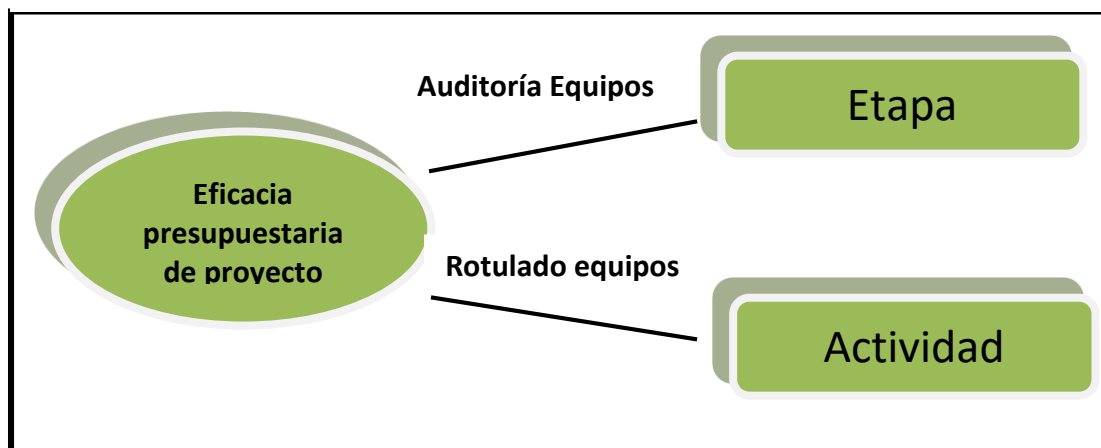 Auditoría Equipos
Etapa
Eficacia
presupuestaria
de proyecto
Rotulado equipos
Actividad